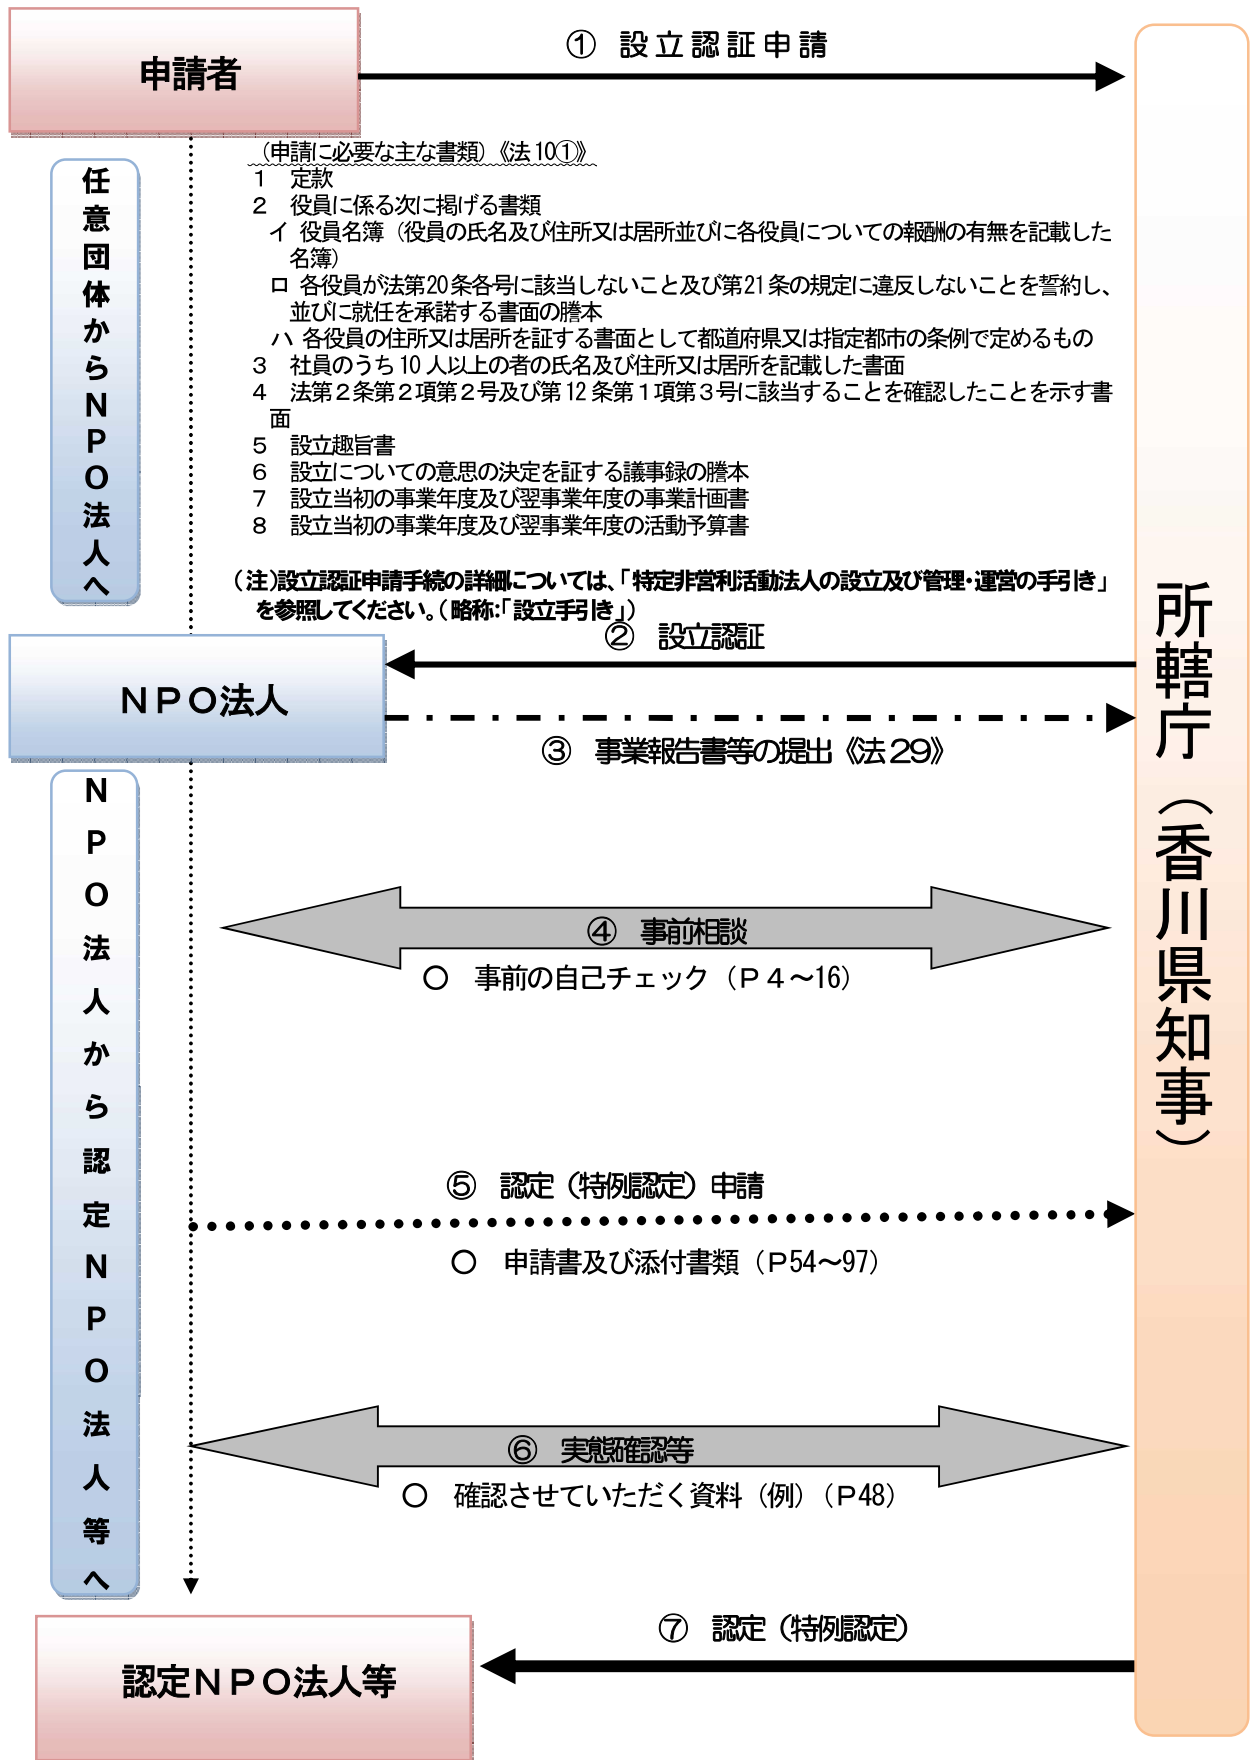 申請者
① 設立認証申請
(申請に必要な主な書類)《法10①》
1 定款
2 役員に係る次に掲げる書類
イ 役員名簿(役員の氏名及び住所又は居所並びに各役員についての報酬の有無を記載した
名簿)
ロ 各役員が法第20条各号に該当しないこと及び第21条の規定に違反しないことを誓約し、
並びに就任を承諾する書面の謄本
ハ 各役員の住所又は居所を証する書面として都道府県又は指定都市の条例で定めるもの
3 社員のうち10人以上の者の氏名及び住所又は居所を記載した書面
4 法第2条第2項第2号及び第12条第1項第3号に該当することを確認したことを示す書
面
5 設立趣旨書
6 設立についての意思の決定を証する議事録の謄本
7 設立当初の事業年度及び翌事業年度の事業計画書
8 設立当初の事業年度及び翌事業年度の活動予算書
(注)設立認証申請手続の詳細については、「特定非営利活動法人の設立及び管理・運営の手引き」
を参照してください。(略称:「設立手引き」)
任意団体からNPO法人へ
② 設立認証
NPO法人
③ 事業報告書等の提出《法29》
④ 事前相談
○ 事前の自己チェック(P4~16)
⑤ 認定(特例認定)申請
○ 申請書及び添付書類(P54~97)
⑥ 実態確認等
○ 確認させていただく資料(例)(P48)
NPO法人から認定NPO法人等へ
⑦ 認定(特例認定)
認定NPO法人等
所轄庁(香川県知事)